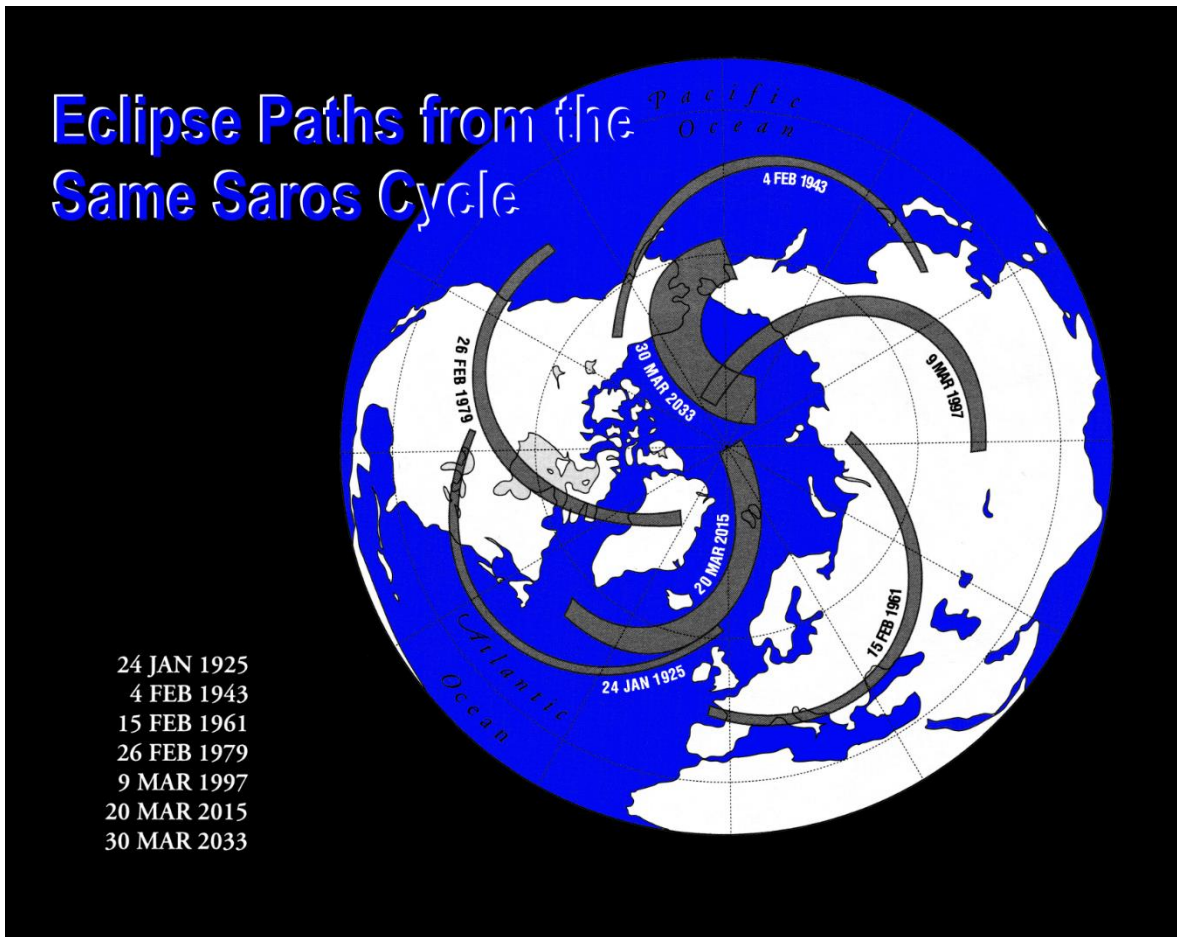 Eclipse Paths from the
Same Saros Cycle
Pacific
Ocean
4 FEB 1943
26 FEB 1979
30 MAR 2033
9 MAR 1997
20 MAR 2015
15 FEB 1961
24 JAN 1925
Atlantic
Ocean
24 JAN 1925
4 FEB 1943
15 FEB 1961
26 FEB 1979
9 MAR 1997
20 MAR 2015
30 MAR 2033